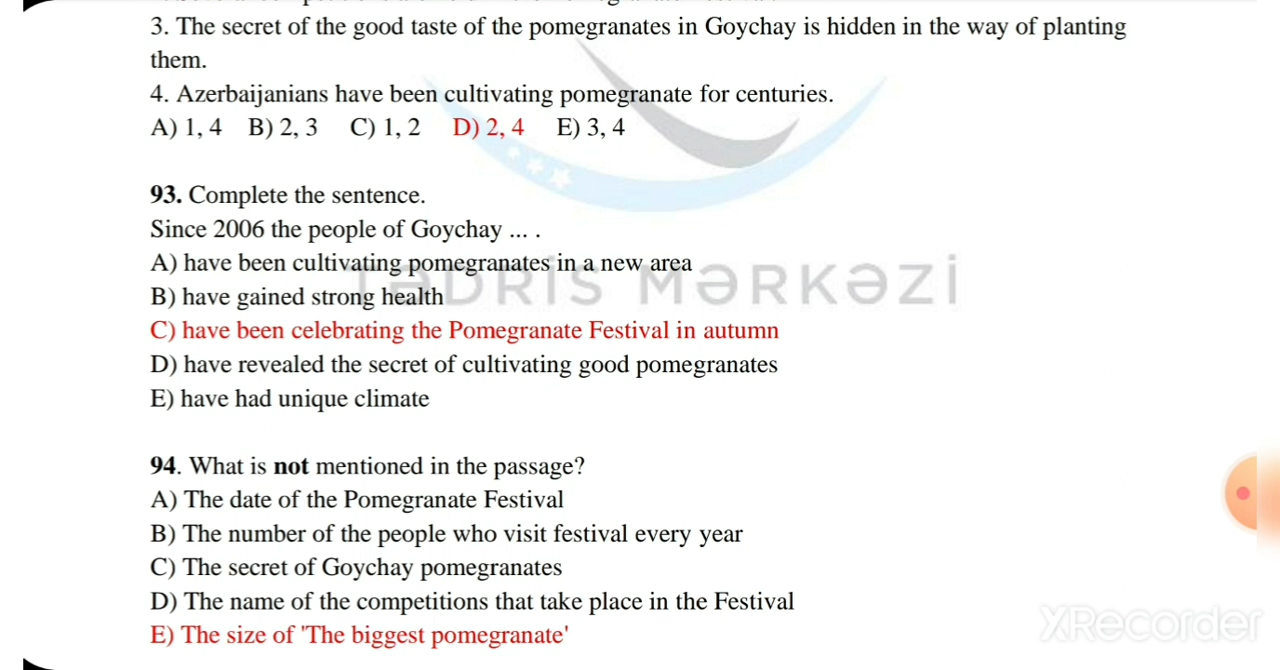 3. The secret of the good taste of the pomegranates in Goychay is hidden in the way of planting
them.
4. Azerbaijanians have been cultivating pomegranate for centuries.
A) 1, 4 B) 2, 3 C) 1, 2 D) 2, 4 E) 3, 4
93. Complete the sentence.
Since 2006 the people of Goychay ... .
A) have been cultivating pomegranates in a new area
B) have gained strong health
C) have been celebrating the Pomegranate Festival in autumn
D) have revealed the secret of cultivating good pomegranates
E) have had unique climate
TƏDRİS MƏRKƏZİ
94. What is not mentioned in the passage?
A) The date of the Pomegranate Festival
B) The number of the people who visit festival every year
C) The secret of Goychay pomegranates
D) The name of the competitions that take place in the Festival
E) The size of 'The biggest pomegranate'
XRecorder